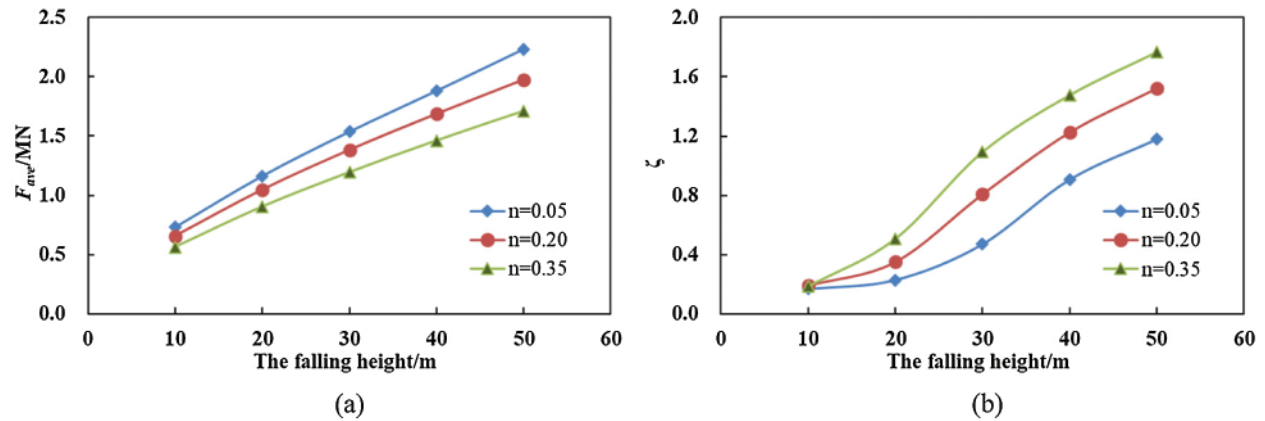 2.5
2.0
1.5
1.0
0.5
0.0
F_ave/MN
n=0.05
n=0.20
n=0.35
0 10 20 30 40 50 60
The falling height/m
(a)
2.0
1.6
1.2
0.8
0.4
0.0
ζ
n=0.05
n=0.20
n=0.35
0 10 20 30 40 50 60
The falling height/m
(b)